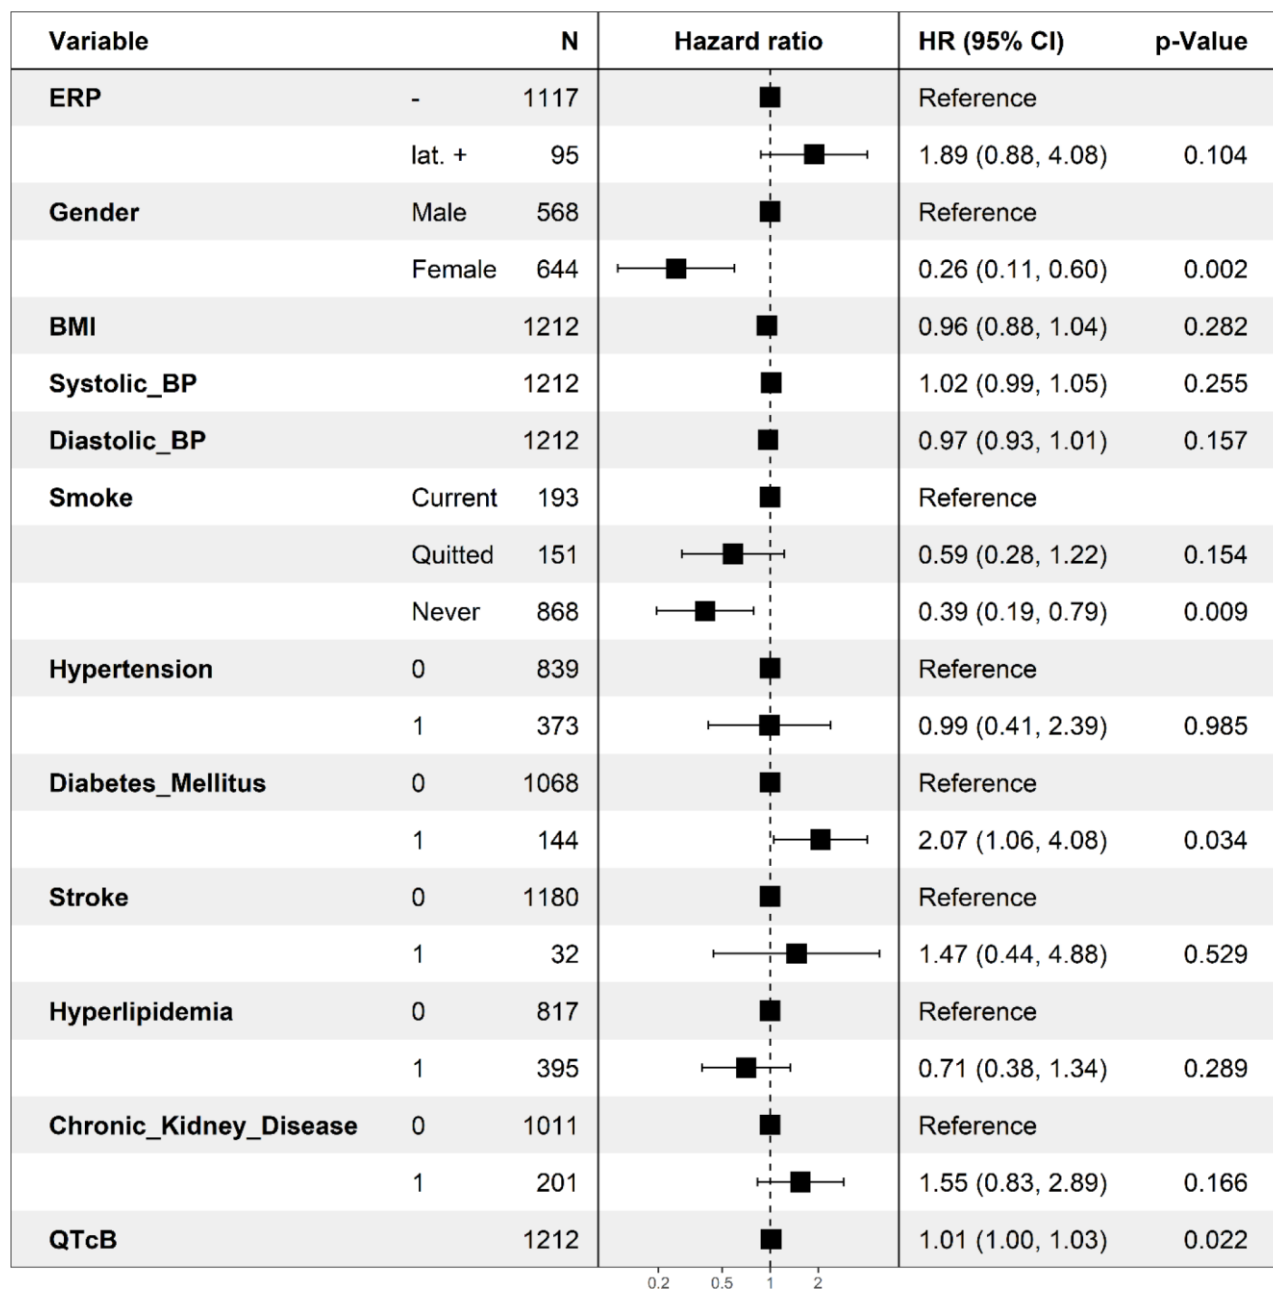 Variable N Hazard ratio HR (95% CI) p-Value
ERP - 1117 Reference
lat. + 95 1.89 (0.88, 4.08) 0.104
Gender Male 568 Reference
Female 644 0.26 (0.11, 0.60) 0.002
BMI 1212 0.96 (0.88, 1.04) 0.282
Systolic_BP 1212 1.02 (0.99, 1.05) 0.255
Diastolic_BP 1212 0.97 (0.93, 1.01) 0.157
Smoke Current 193 Reference
Quitted 151 0.59 (0.28, 1.22) 0.154
Never 868 0.39 (0.19, 0.79) 0.009
Hypertension 0 839 Reference
1 373 0.99 (0.41, 2.39) 0.985
Diabetes_Mellitus 0 1068 Reference
1 144 2.07 (1.06, 4.08) 0.034
Stroke 0 1180 Reference
1 32 1.47 (0.44, 4.88) 0.529
Hyperlipidemia 0 817 Reference
1 395 0.71 (0.38, 1.34) 0.289
Chronic_Kidney_Disease 0 1011 Reference
1 201 1.55 (0.83, 2.89) 0.166
QTcB 1212 1.01 (1.00, 1.03) 0.022
0.2 0.5 1 2